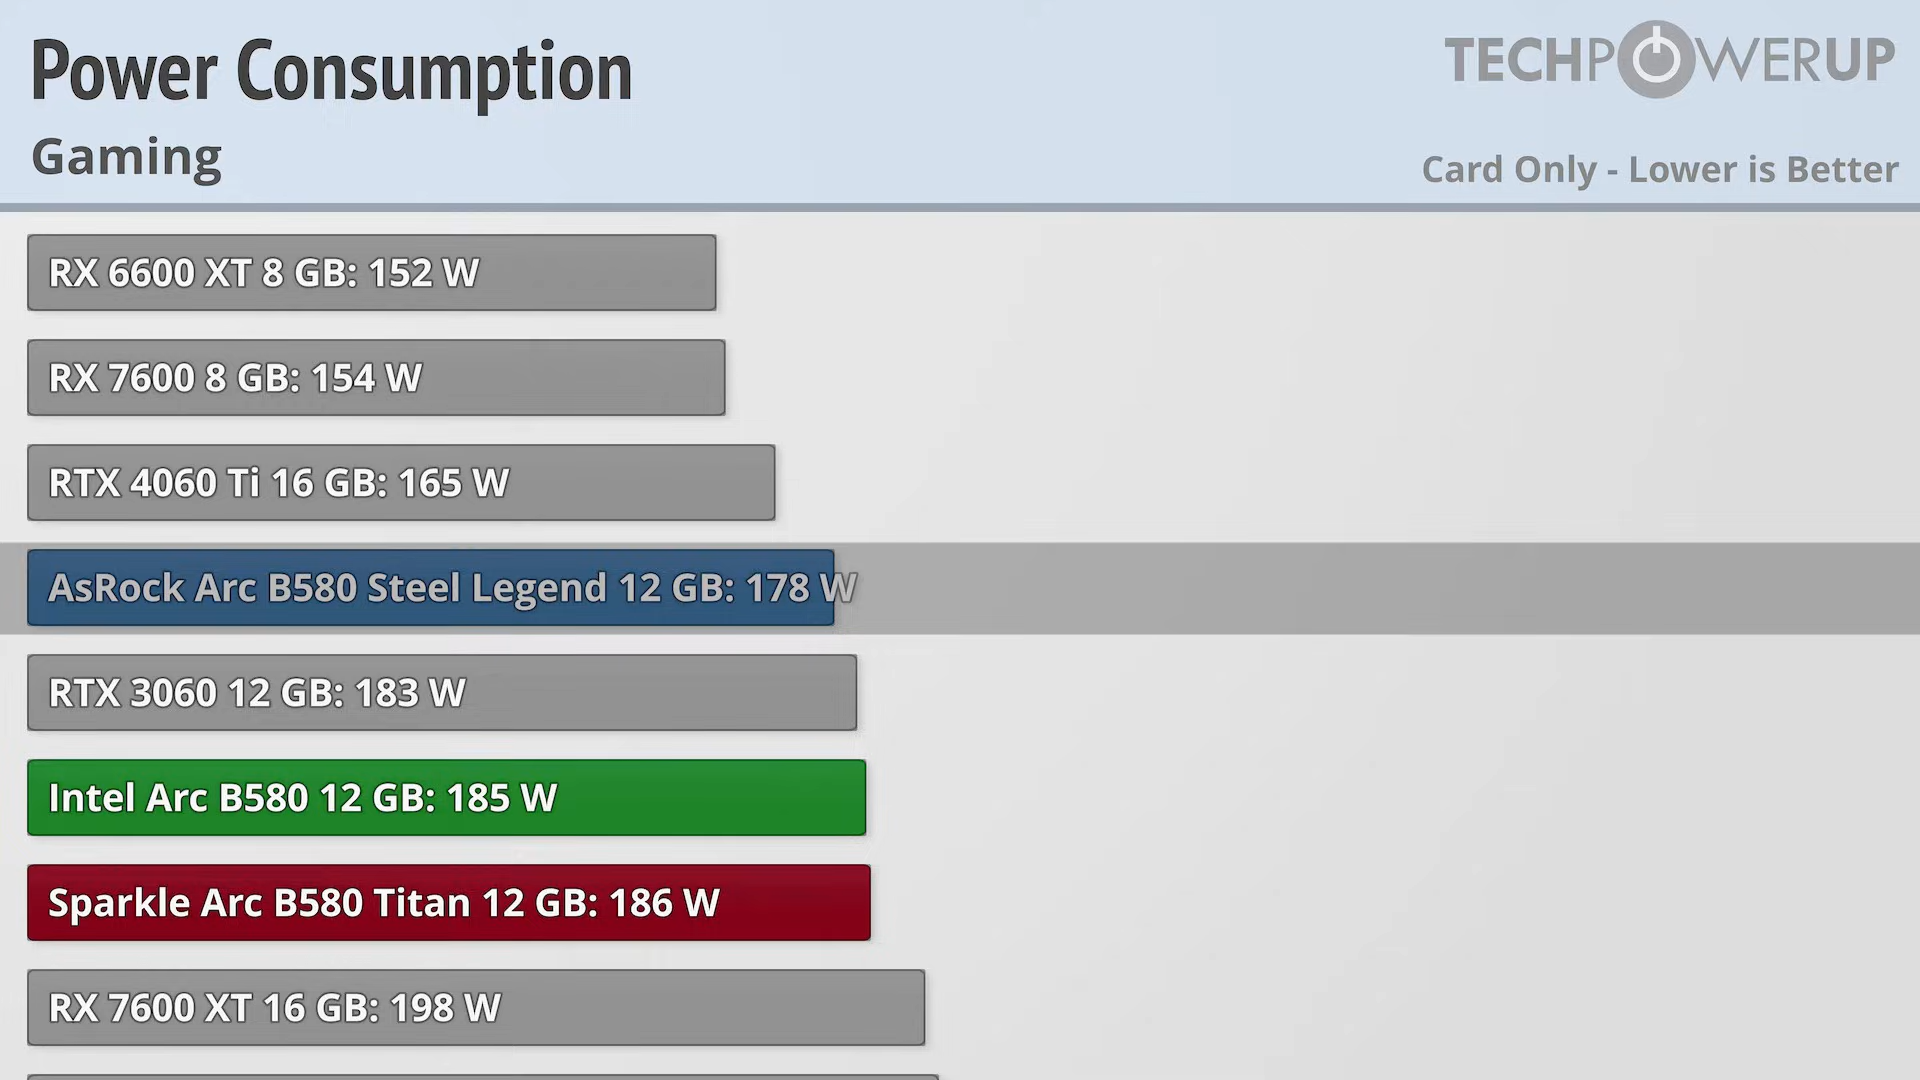 Power Consumption
TECHPOWERUP
Gaming
Card Only - Lower is Better
RX 6600 XT 8 GB: 152 W
RX 7600 8 GB: 154 W
RTX 4060 Ti 16 GB: 165 W
AsRock Arc B580 Steel Legend 12 GB: 178 W
RTX 3060 12 GB: 183 W
Intel Arc B580 12 GB: 185 W
Sparkle Arc B580 Titan 12 GB: 186 W
RX 7600 XT 16 GB: 198 W